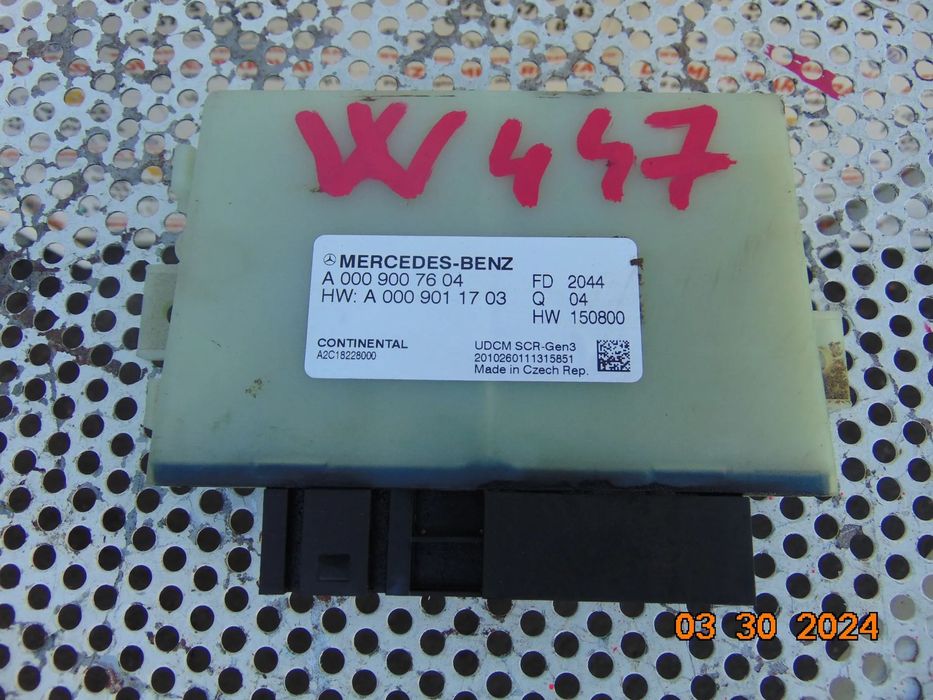 W 447
MERCEDES-BENZ
A 000 900 76 04
HW: A 000 901 17 03
FD 2044
Q 04
HW 150800
CONTINENTAL
A2C18228000
UDCM SCR-Gen3
2010260111315851
Made in Czech Rep.
03 30 2024